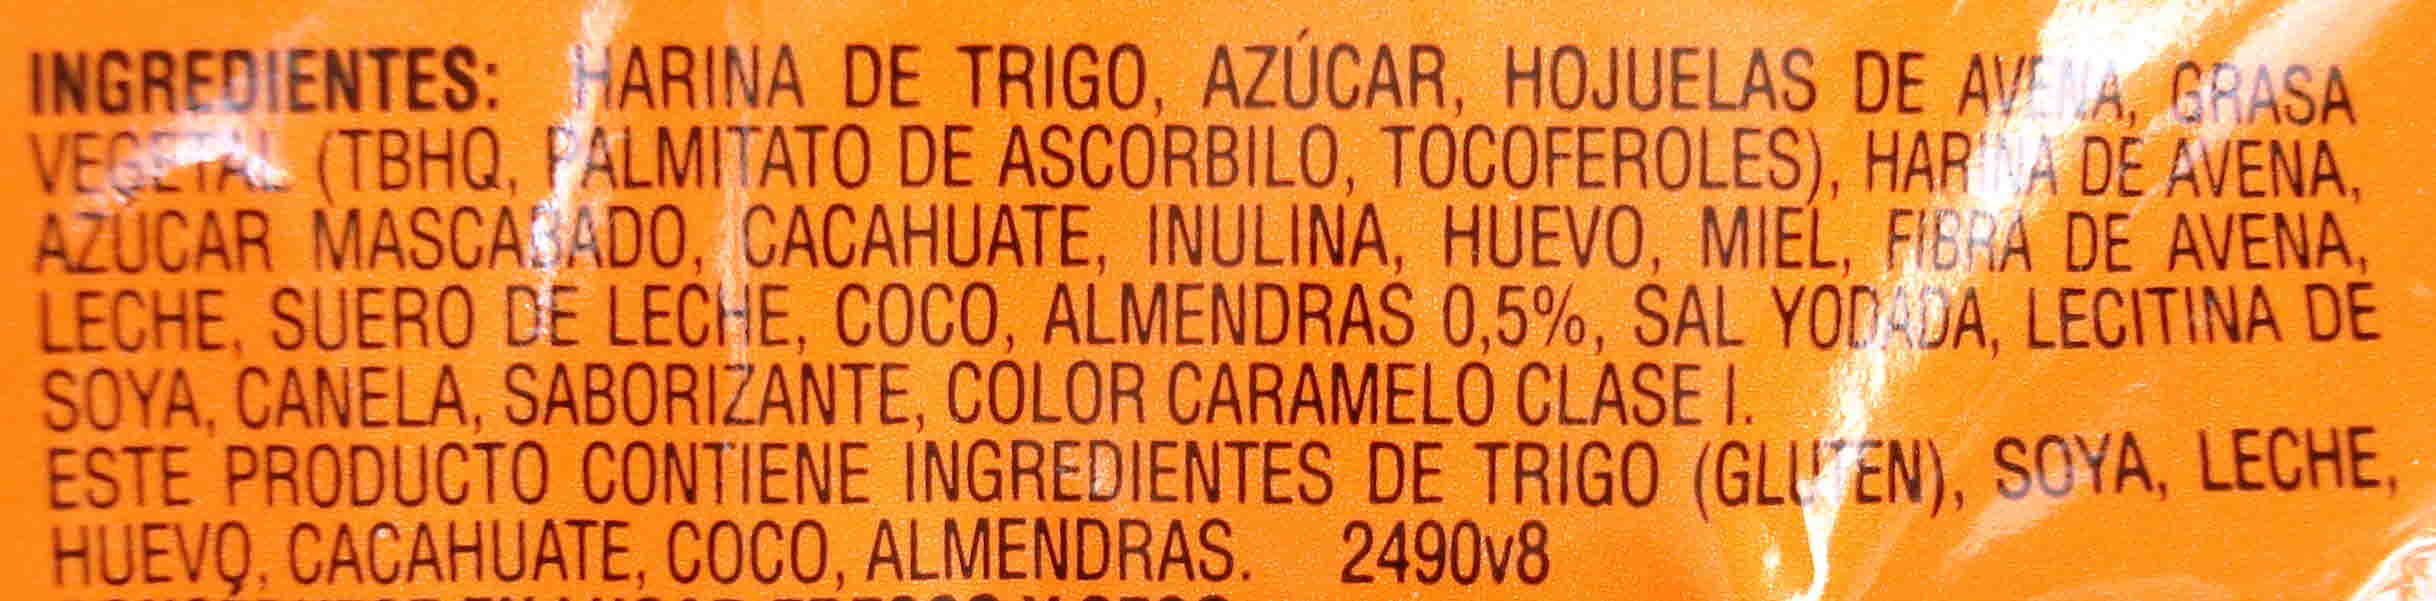 INGREDIENTES: HARINA DE TRIGO, AZÚCAR, HOJUELAS DE AVENA, GRASA
VEGETAL (TBHQ, PALMITATO DE ASCORBILO, TOCOFEROLES), HARINA DE AVENA,
AZÚCAR MASCABADO, CACAHUATE, INULINA, HUEVO, MIEL, FIBRA DE AVENA,
LECHE, SUERO DE LECHE, COCO, ALMENDRAS 0,5%, SAL YODADA, LECITINA DE
SOYA, CANELA, SABORIZANTE, COLOR CARAMELO CLASE I.
ESTE PRODUCTO CONTIENE INGREDIENTES DE TRIGO (GLUTEN), SOYA, LECHE,
HUEVO, CACAHUATE, COCO, ALMENDRAS. 2490v8